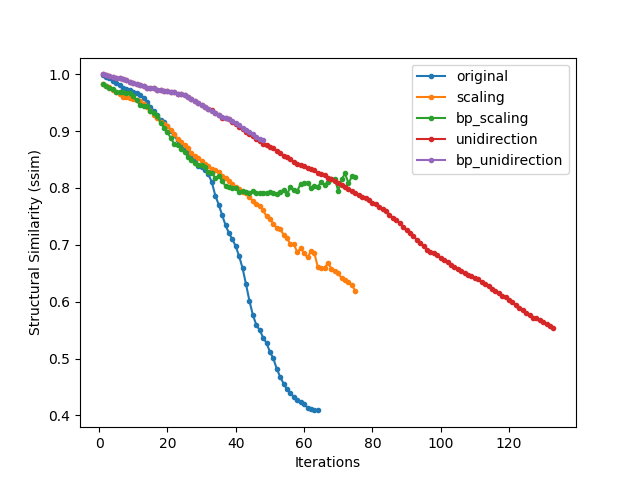 Structural Similarity (ssim)
1.0
0.9
0.8
0.7
0.6
0.5
0.4
original
scaling
bp_scaling
unidirection
bp_unidirection
0 20 40 60 80 100 120
Iterations